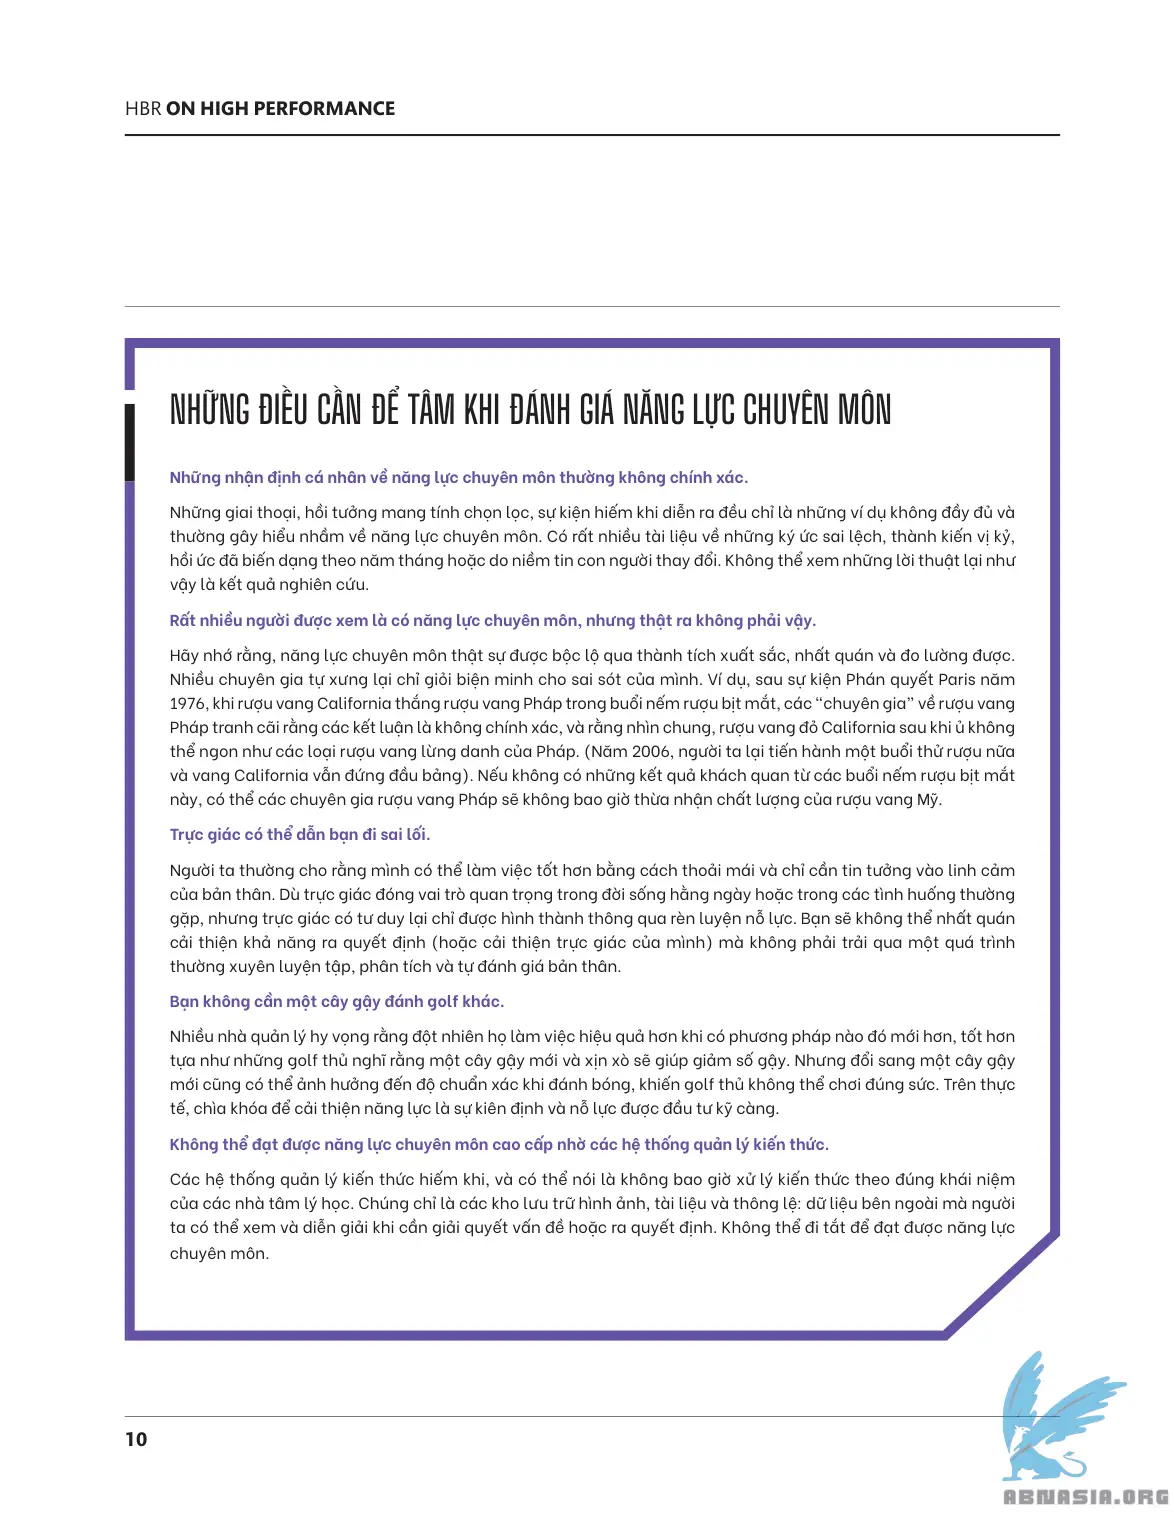 HBR ON HIGH PERFORMANCE
NHỮNG ĐIỀU CẦN ĐỂ TÂM KHI ĐÁNH GIÁ NĂNG LỰC CHUYÊN MÔN
Những nhận định cá nhân về năng lực chuyên môn thường không chính xác.
Những giai thoại, hồi tưởng mang tính chọn lọc, sự kiện hiếm khi diễn ra đều chỉ là những ví dụ không đầy đủ và
thường gây hiểu nhầm về năng lực chuyên môn. Có rất nhiều tài liệu về những ký ức sai lệch, thành kiến vị kỷ,
hồi ức đã biến dạng theo năm tháng hoặc do niềm tin con người thay đổi. Không thể xem những lời thuật lại như
vậy là kết quả nghiên cứu.
Rất nhiều người được xem là có năng lực chuyên môn, nhưng thật ra không phải vậy.
Hãy nhớ rằng, năng lực chuyên môn thật sự được bộc lộ qua thành tích xuất sắc, nhất quán và đo lường được.
Nhiều chuyên gia tự xưng lại chỉ giỏi biện minh cho sai sót của mình. Ví dụ, sau sự kiện Phán quyết Paris năm
1976, khi rượu vang California thắng rượu vang Pháp trong buổi nếm rượu bịt mắt, các “chuyên gia” về rượu vang
Pháp tranh cãi rằng các kết luận là không chính xác, và rằng nhìn chung, rượu vang đỏ California sau khi ủ không
thể ngon như các loại rượu vang lừng danh của Pháp. (Năm 2006, người ta lại tiến hành một buổi thử rượu nữa
và vang California vẫn đứng đầu bảng). Nếu không có những kết quả khách quan từ các buổi nếm rượu bịt mắt
này, có thể các chuyên gia rượu vang Pháp sẽ không bao giờ thừa nhận chất lượng của rượu vang Mỹ.
Trực giác có thể dẫn bạn đi sai lối.
Người ta thường cho rằng mình có thể làm việc tốt hơn bằng cách thoải mái và chỉ cần tin tưởng vào linh cảm
của bản thân. Dù trực giác đóng vai trò quan trọng trong đời sống hằng ngày hoặc trong các tình huống thường
gặp, nhưng trực giác có tư duy lại chỉ được hình thành thông qua rèn luyện nỗ lực. Bạn sẽ không thể nhất quán
cải thiện khả năng ra quyết định (hoặc cải thiện trực giác của mình) mà không phải trải qua một quá trình
thường xuyên luyện tập, phân tích và tự đánh giá bản thân.
Bạn không cần một cây gậy đánh golf khác.
Nhiều nhà quản lý hy vọng rằng đột nhiên họ làm việc hiệu quả hơn khi có phương pháp nào đó mới hơn, tốt hơn
tựa như những golf thủ nghĩ rằng một cây gậy mới và xịn xò sẽ giúp giảm số gậy. Nhưng đổi sang một cây gậy
mới cũng có thể ảnh hưởng đến độ chuẩn xác khi đánh bóng, khiến golf thủ không thể chơi đúng sức. Trên thực
tế, chìa khóa để cải thiện năng lực là sự kiên định và nỗ lực được đầu tư kỹ càng.
Không thể đạt được năng lực chuyên môn cao cấp nhờ các hệ thống quản lý kiến thức.
Các hệ thống quản lý kiến thức hiếm khi, và có thể nói là không bao giờ xử lý kiến thức theo đúng khái niệm
của các nhà tâm lý học. Chúng chỉ là các kho lưu trữ hình ảnh, tài liệu và thông lệ: dữ liệu bên ngoài mà người
ta có thể xem và diễn giải khi cần giải quyết vấn đề hoặc ra quyết định. Không thể đi tắt để đạt được năng lực
chuyên môn.
10
ABNASIA.ORG